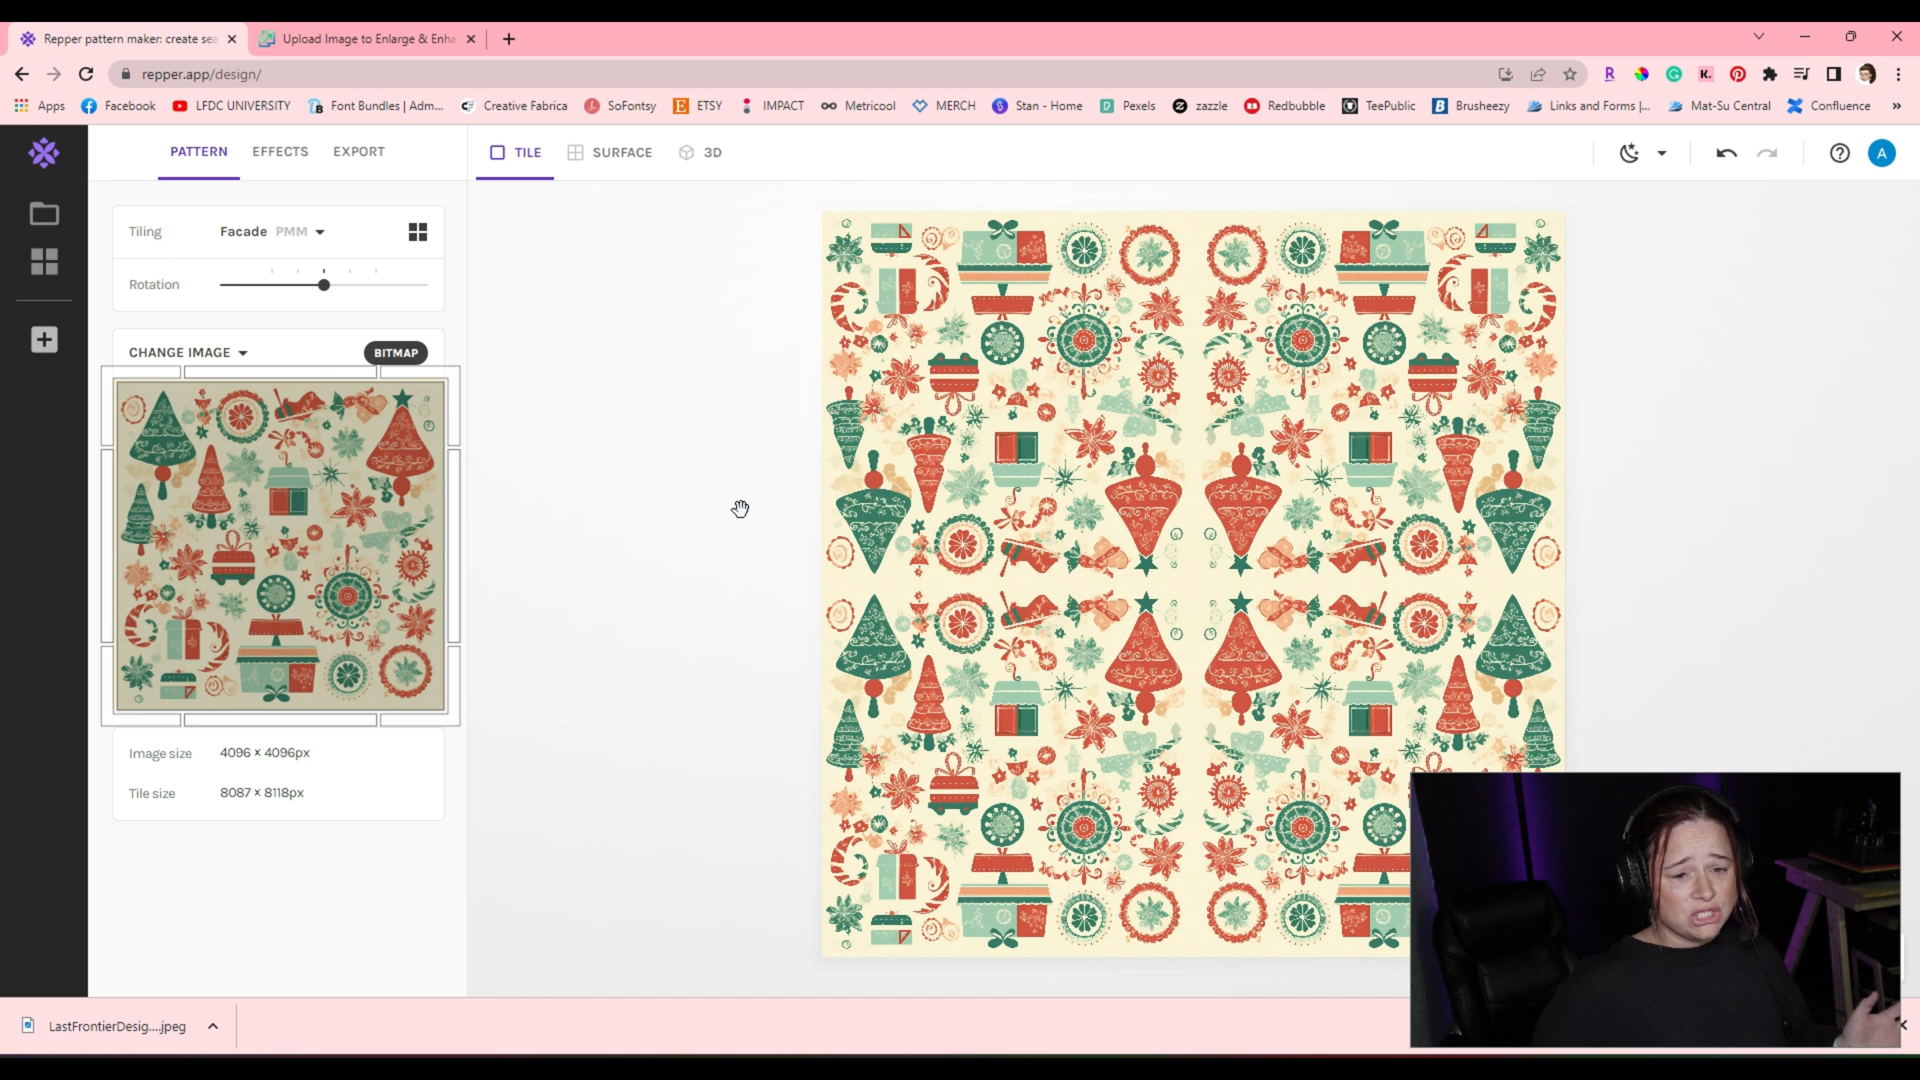 Repper pattern maker: create sea
Upload Image to Enlarge & Enha
repper.app/design/
Apps Facebook LFDC UNIVERSITY Font Bundles | Adm... Creative Fabrica SoFontsy ETSY IMPACT Metricool MERCH Stan - Home Pexels zazzle Redbubble TeePublic Brusheezy Links and Forms |... Mat-Su Central Confluence »
PATTERN EFFECTS EXPORT
TILE SURFACE 3D
A
Tiling Facade PMM
Rotation
CHANGE IMAGE BITMAP
Image size 4096 × 4096px
Tile size 8087 × 8118px
LastFrontierDesig....jpeg